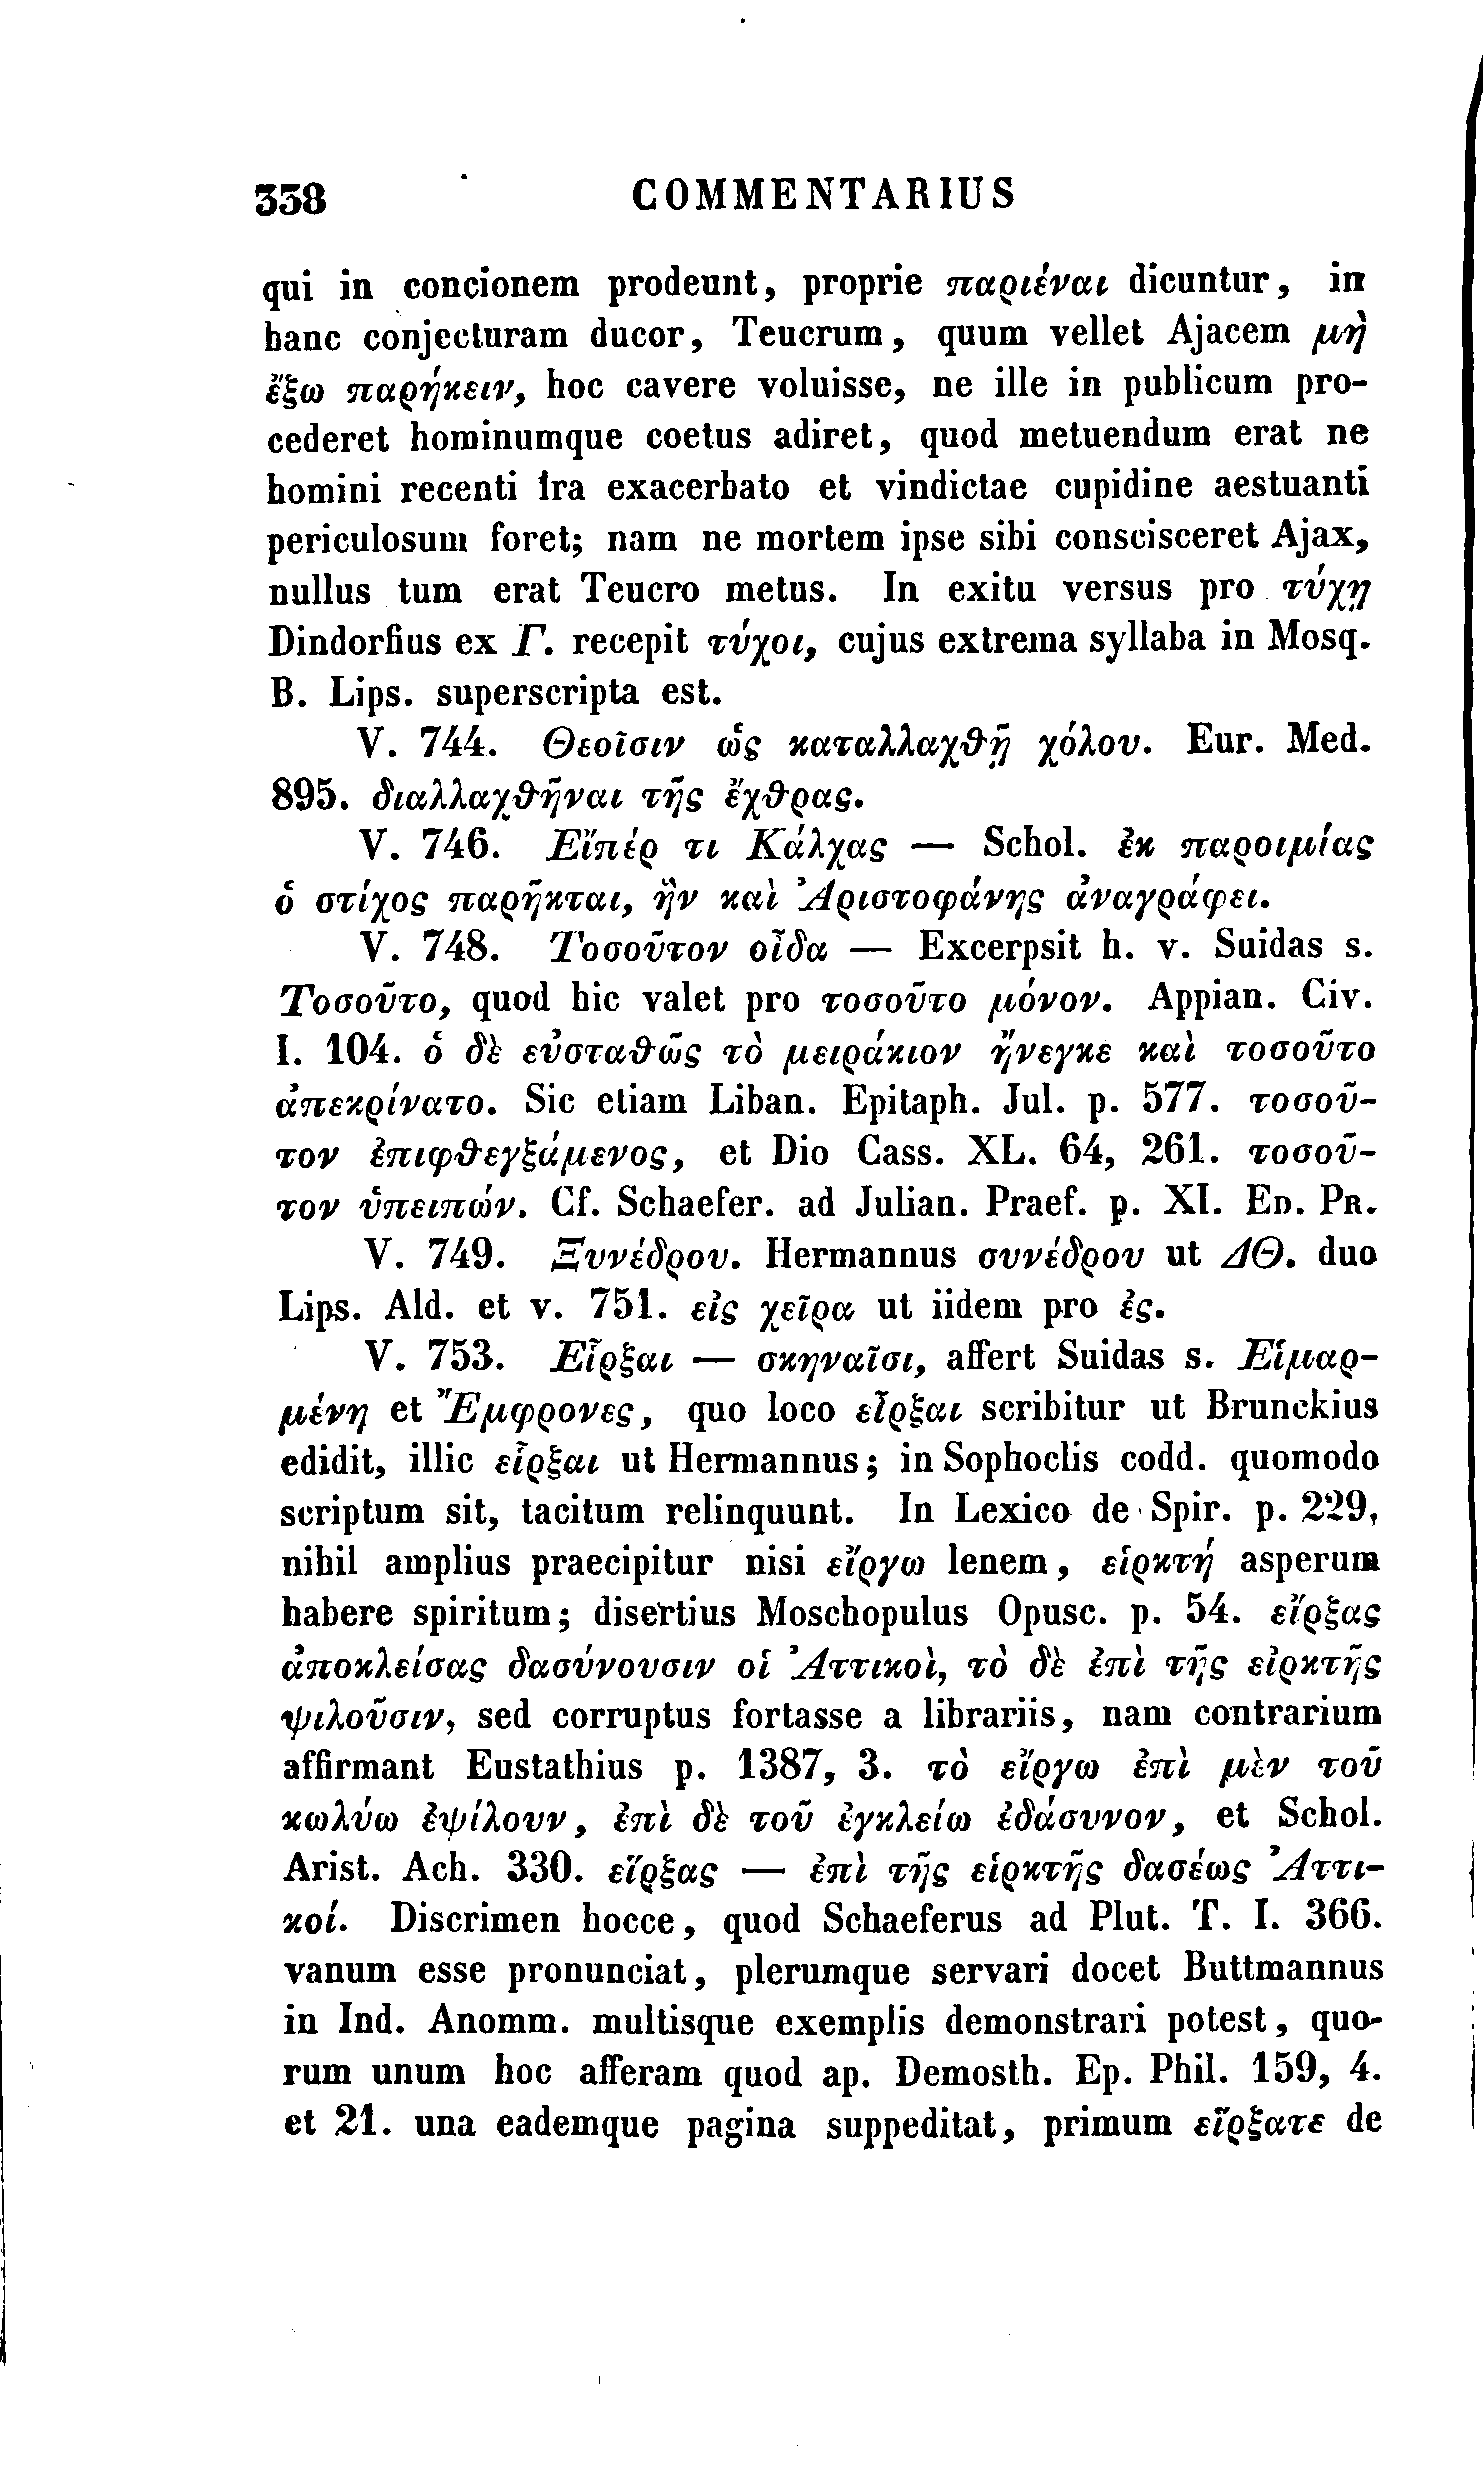 338 COMMENTARIUS
qui in concionem prodeunt, proprie παριέναι dicuntur, in
hanc conjecturam ducor, Teucrum, quum vellet Ajacem μὴ
ἔξω παρήκειν, hoc cavere voluisse, ne ille in publicum pro-
cederet hominumque coetus adiret, quod metuendum erat ne
homini recenti ira exacerbato et vindictae cupidine aestuanti
periculosum foret; nam ne mortem ipse sibi conscisceret Ajax,
nullus tum erat Teucro metus. In exitu versus pro τύχῃ
Dindorfius ex Γ. recepit τύχοι, cujus extrema syllaba in Mosq.
B. Lips. superscripta est.
V. 744. Θεοῖσιν ὡς καταλλαχθῇ χόλου. Eur. Med.
895. διαλλαχθῆναι τῆς ἔχθρας.
V. 746. Εἴπέρ τι Κάλχας — Schol. ἐκ παροιμίας
ὁ στίχος παρῆκται, ἣν καὶ Ἀριστοφάνης ἀναγράφει.
V. 748. Τοσοῦτον οἶδα — Excerpsit h. v. Suidas s.
Τοσοῦτο, quod hic valet pro τοσοῦτο μόνον. Appian. Civ.
I. 104. ὁ δὲ εὐσταθῶς τὸ μειράκιον ἤνεγκε καὶ τοσοῦτο
ἀπεκρίνατο. Sic etiam Liban. Epitaph. Jul. p. 577. τοσοῦ-
τον ἐπιφθεγξάμενος, et Dio Cass. XL. 64, 261. τοσοῦ-
τον ὑπειπών. Cf. Schaefer. ad Julian. Praef. p. XI. Ed. Pr.
V. 749. Ξυνέδρου. Hermannus συνέδρου ut ΔΘ. duo
Lips. Ald. et v. 751. εἰς χεῖρα ut iidem pro ἐς.
V. 753. Εἶρξαι — σκηναῖσι, affert Suidas s. Εἱμαρ-
μένη et Ἔμφρονες, quo loco εἶρξαι scribitur ut Brunckius
edidit, illic εἷρξαι ut Hermannus; in Sophoclis codd. quomodo
scriptum sit, tacitum relinquunt. In Lexico de Spir. p. 229,
nihil amplius praecipitur nisi εἴργω lenem, εἱρκτή asperum
habere spiritum; disertius Moschopulus Opusc. p. 54. εἵρξας
ἀποκλείσας δασύνουσιν οἱ Ἀττικοὶ, τὸ δὲ ἐπὶ τῆς εἰρκτῆς
ψιλοῦσιν, sed corruptus fortasse a librariis, nam contrarium
affirmant Eustathius p. 1387, 3. τὸ εἴργω ἐπὶ μὲν τοῦ
κωλύω ἐψίλουν, ἐπὶ δὲ τοῦ ἐγκλείω ἐδάσυνον, et Schol.
Arist. Ach. 330. εἵρξας — ἐπὶ τῆς εἱρκτῆς δασέως Ἀττι-
κοί. Discrimen hocce, quod Schaeferus ad Plut. T. I. 366.
vanum esse pronunciat, plerumque servari docet Buttmannus
in Ind. Anomm. multisque exemplis demonstrari potest, quo-
rum unum hoc afferam quod ap. Demosth. Ep. Phil. 159, 4.
et 21. una eademque pagina suppeditat, primum εἵρξατε de